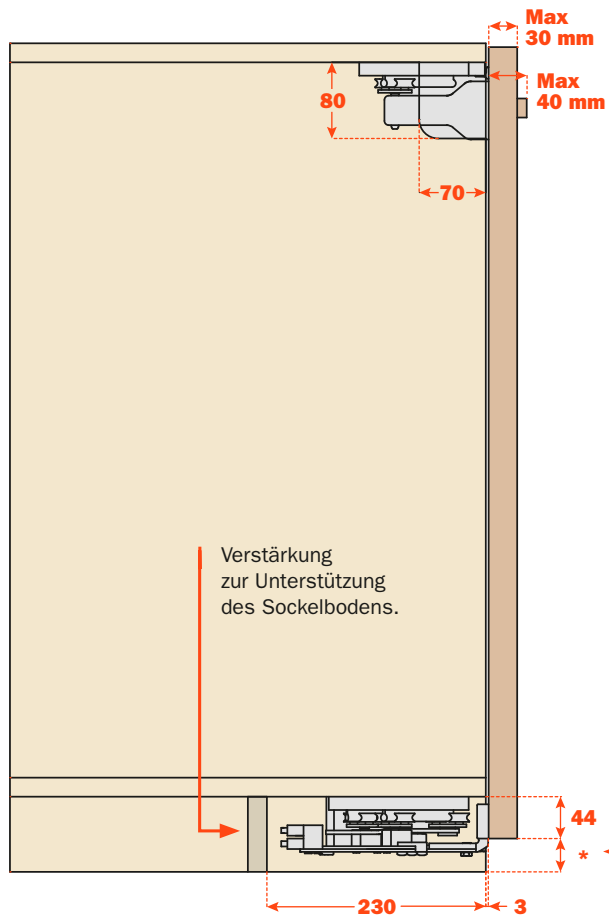 Max
30 mm
Max
40 mm
80
70
Verstärkung
zur Unterstützung
des Sockelbodens.
44
*
230
3